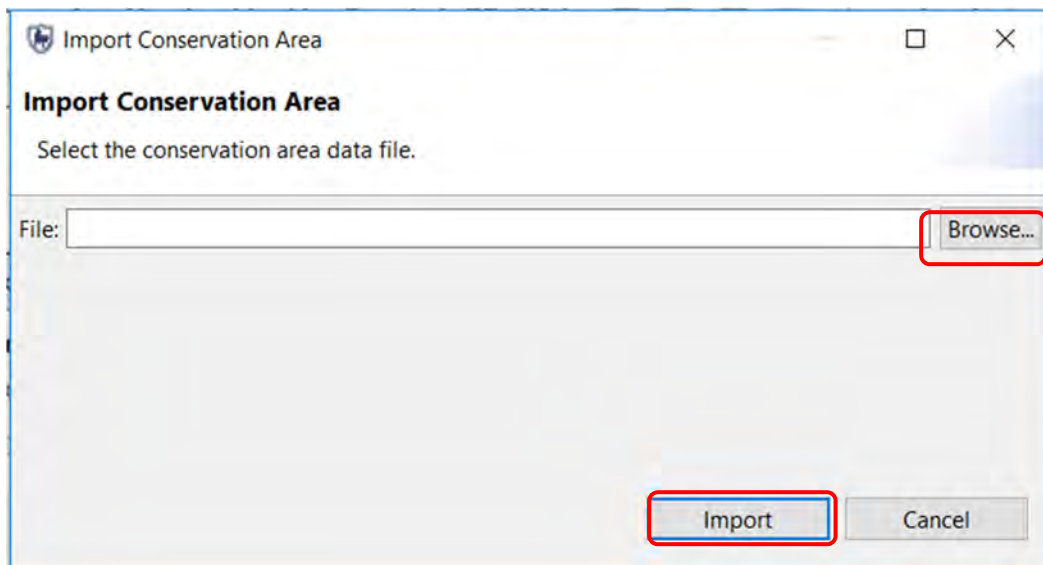 Import Conservation Area
Import Conservation Area
Select the conservation area data file.
File: Browse...
Import Cancel